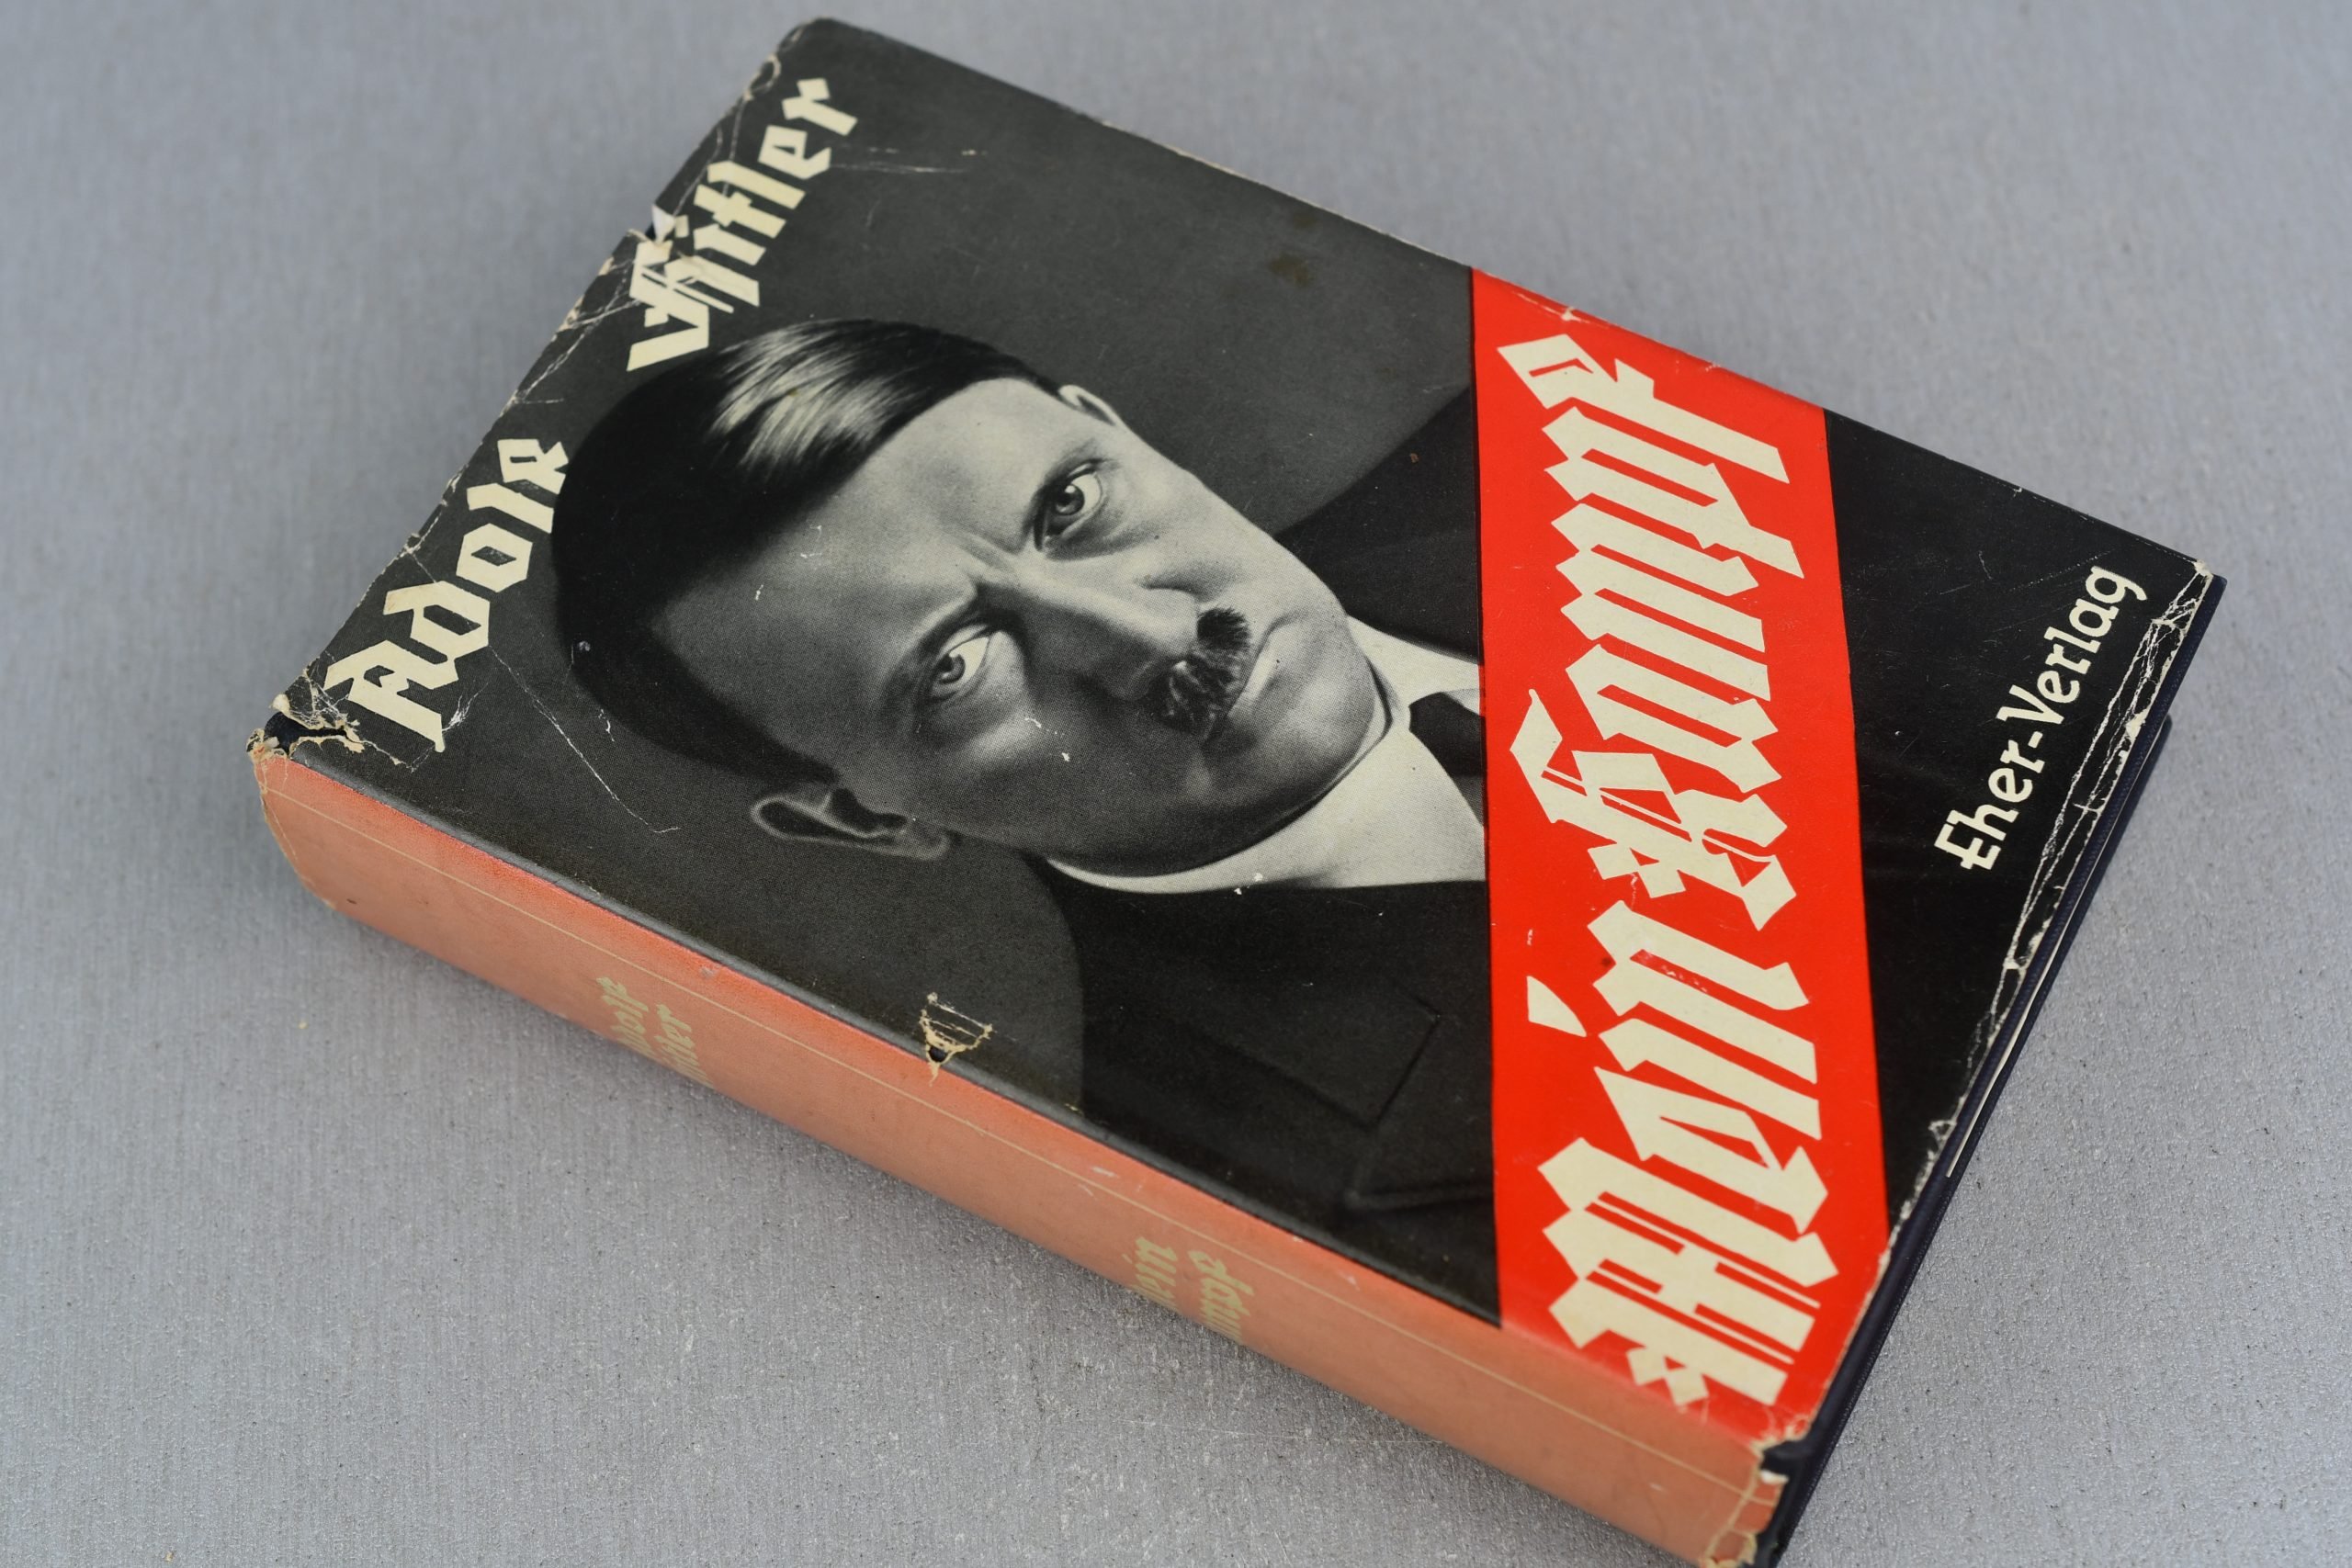 Adolf Hitler
Mein Kampf
Eher-Verlag